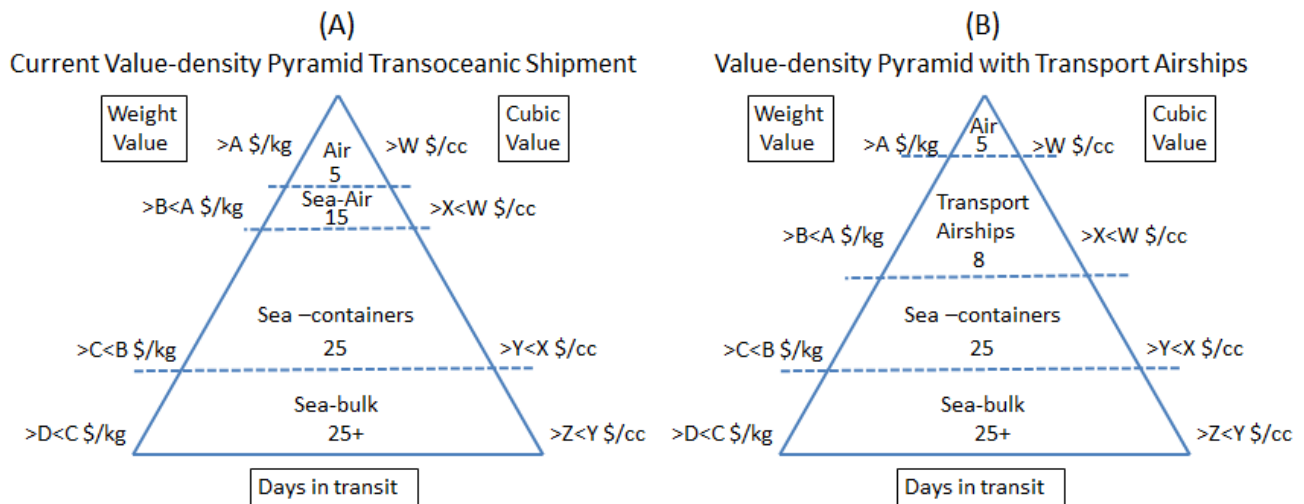 (A)
Current Value-density Pyramid Transoceanic Shipment
Weight
Value
Cubic
Value
>A $/kg
Air
5
>W $/cc
>B<A $/kg
Sea-Air
15
>X<W $/cc
Sea –containers
25
>C<B $/kg
>Y<X $/cc
Sea-bulk
25+
>D<C $/kg
>Z<Y $/cc
Days in transit
(B)
Value-density Pyramid with Transport Airships
Weight
Value
Cubic
Value
>A $/kg
Air
5
>W $/cc
Transport
Airships
8
>B<A $/kg
>X<W $/cc
Sea –containers
25
>C<B $/kg
>Y<X $/cc
Sea-bulk
25+
>D<C $/kg
>Z<Y $/cc
Days in transit